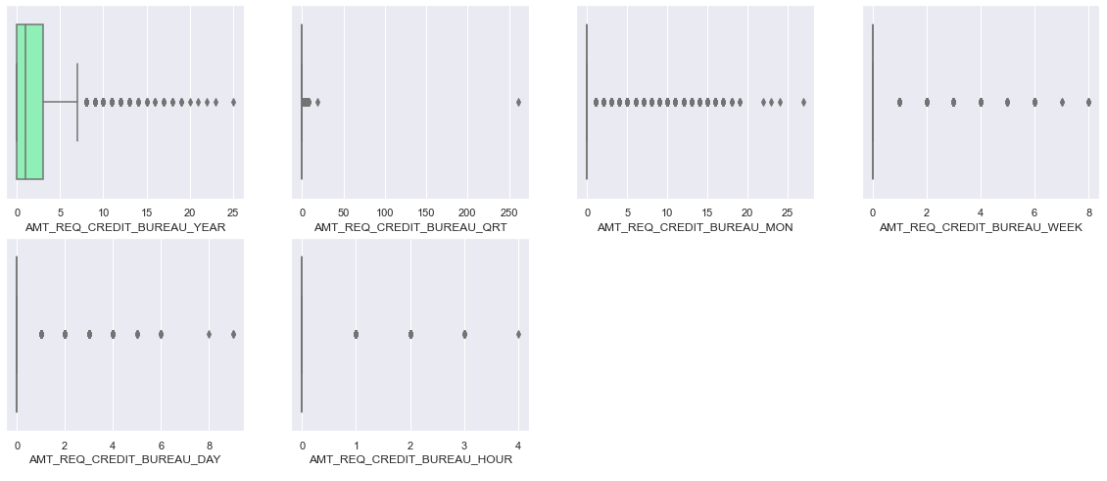 0 5 10 15 20 25
AMT_REQ_CREDIT_BUREAU_YEAR
0 50 100 150 200 250
AMT_REQ_CREDIT_BUREAU_QRT
0 5 10 15 20 25
AMT_REQ_CREDIT_BUREAU_MON
0 2 4 6 8
AMT_REQ_CREDIT_BUREAU_WEEK
0 2 4 6 8
AMT_REQ_CREDIT_BUREAU_DAY
0 1 2 3 4
AMT_REQ_CREDIT_BUREAU_HOUR